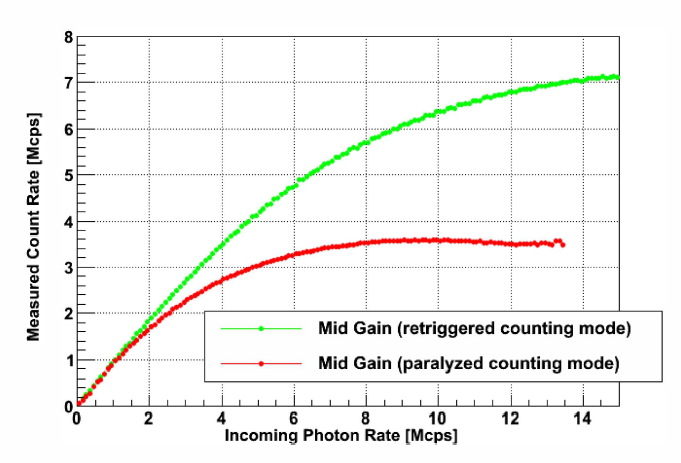 8
7
6
5
4
3
2
1
0
Measured Count Rate [Mcps]
Mid Gain (retriggered counting mode)
Mid Gain (paralyzed counting mode)
0 2 4 6 8 10 12 14
Incoming Photon Rate [Mcps]